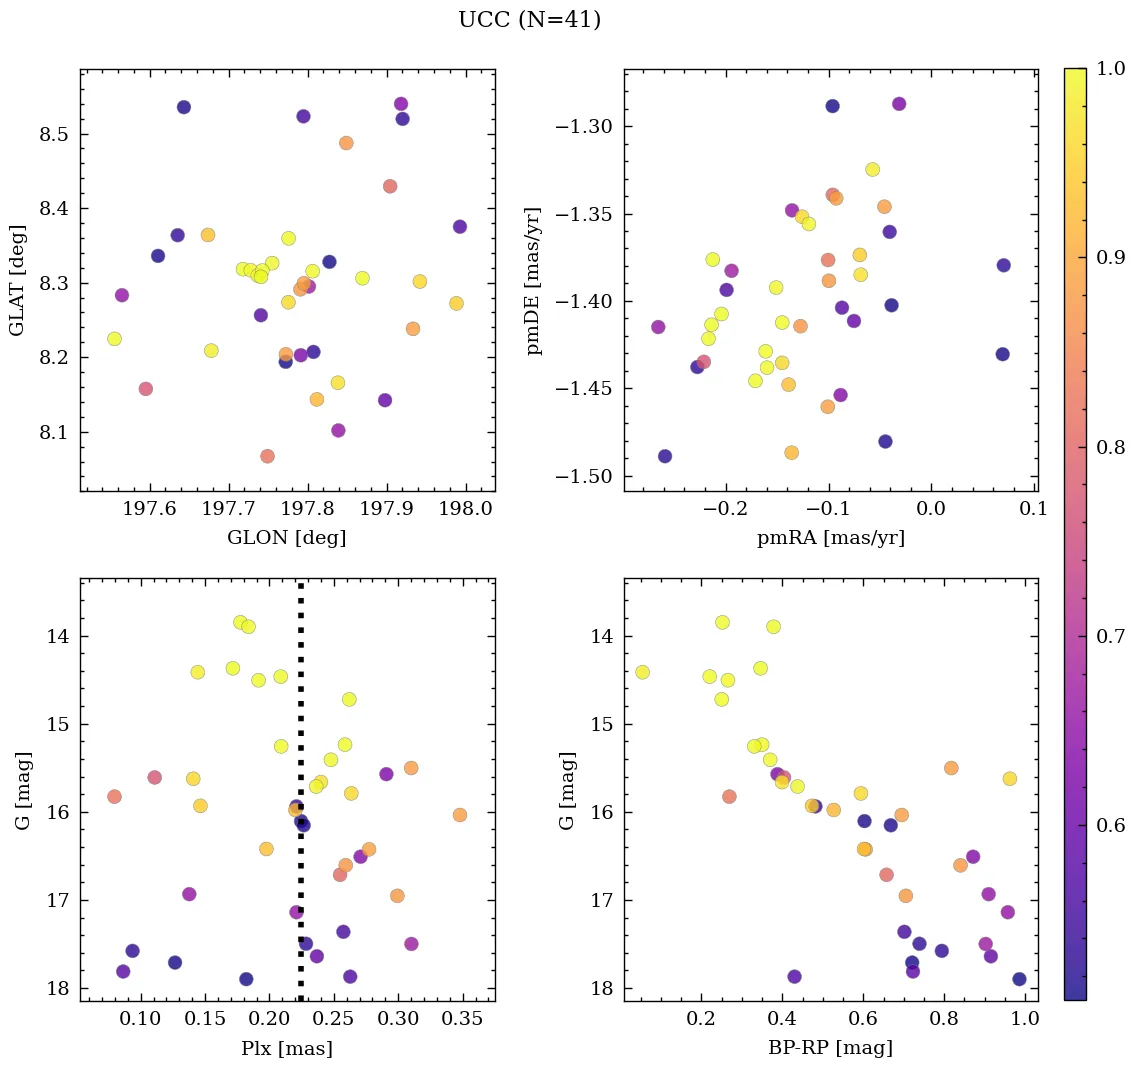 UCC (N=41)
8.5
8.4
8.3
8.2
8.1
GLAT [deg]
197.6 197.7 197.8 197.9 198.0
GLON [deg]
−1.30
−1.35
−1.40
−1.45
−1.50
pmDE [mas/yr]
−0.2 −0.1 0.0 0.1
pmRA [mas/yr]
14
15
16
17
18
G [mag]
0.10 0.15 0.20 0.25 0.30 0.35
Plx [mas]
14
15
16
17
18
G [mag]
0.2 0.4 0.6 0.8 1.0
BP-RP [mag]
1.0
0.9
0.8
0.7
0.6